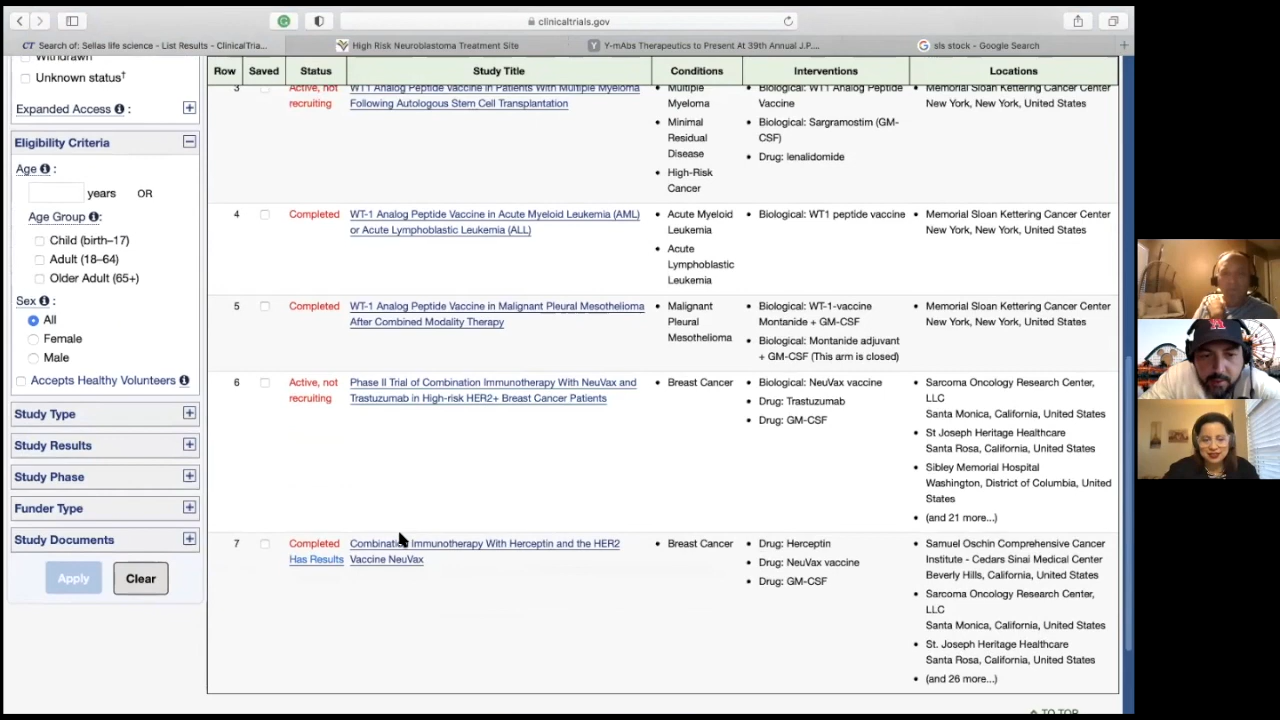 clinicaltrials.gov
CT Search of: Sellas life science - List Results - ClinicalTria...
High Risk Neuroblastoma Treatment Site
Y Y-mAbs Therapeutics to Present At 39th Annual J.P....
G sls stock - Google Search
Withdrawn
Unknown status†
Expanded Access :
Eligibility Criteria
Age :
years OR
Age Group :
Child (birth–17)
Adult (18–64)
Older Adult (65+)
Sex :
All
Female
Male
Accepts Healthy Volunteers
Study Type
Study Results
Study Phase
Funder Type
Study Documents
Apply
Clear
Row Saved Status Study Title Conditions Interventions Locations
3
Active, not
recruiting
WT1 Analog Peptide Vaccine in Patients With Multiple Myeloma
Following Autologous Stem Cell Transplantation
Multiple
Myeloma
Minimal
Residual
Disease
High-Risk
Cancer
Biological: WT1 Analog Peptide
Vaccine
Biological: Sargramostim (GM-
CSF)
Drug: lenalidomide
Memorial Sloan Kettering Cancer Center
New York, New York, United States
4
Completed
WT-1 Analog Peptide Vaccine in Acute Myeloid Leukemia (AML)
or Acute Lymphoblastic Leukemia (ALL)
Acute Myeloid
Leukemia
Acute
Lymphoblastic
Leukemia
Biological: WT1 peptide vaccine
Memorial Sloan Kettering Cancer Center
New York, New York, United States
5
Completed
WT-1 Analog Peptide Vaccine in Malignant Pleural Mesothelioma
After Combined Modality Therapy
Malignant
Pleural
Mesothelioma
Biological: WT-1-vaccine
Montanide + GM-CSF
Biological: Montanide adjuvant
+ GM-CSF (This arm is closed)
Memorial Sloan Kettering Cancer Center
New York, New York, United States
6
Active, not
recruiting
Phase II Trial of Combination Immunotherapy With NeuVax and
Trastuzumab in High-risk HER2+ Breast Cancer Patients
Breast Cancer
Biological: NeuVax vaccine
Drug: Trastuzumab
Drug: GM-CSF
Sarcoma Oncology Research Center,
LLC
Santa Monica, California, United States
St Joseph Heritage Healthcare
Santa Rosa, California, United States
Sibley Memorial Hospital
Washington, District of Columbia, United
States
(and 21 more...)
7
Completed
Has Results
Combination Immunotherapy With Herceptin and the HER2
Vaccine NeuVax
Breast Cancer
Drug: Herceptin
Drug: NeuVax vaccine
Drug: GM-CSF
Samuel Oschin Comprehensive Cancer
Institute - Cedars Sinai Medical Center
Beverly Hills, California, United States
Sarcoma Oncology Research Center,
LLC
Santa Monica, California, United States
St. Joseph Heritage Healthcare
Santa Rosa, California, United States
(and 26 more...)
TO TOP